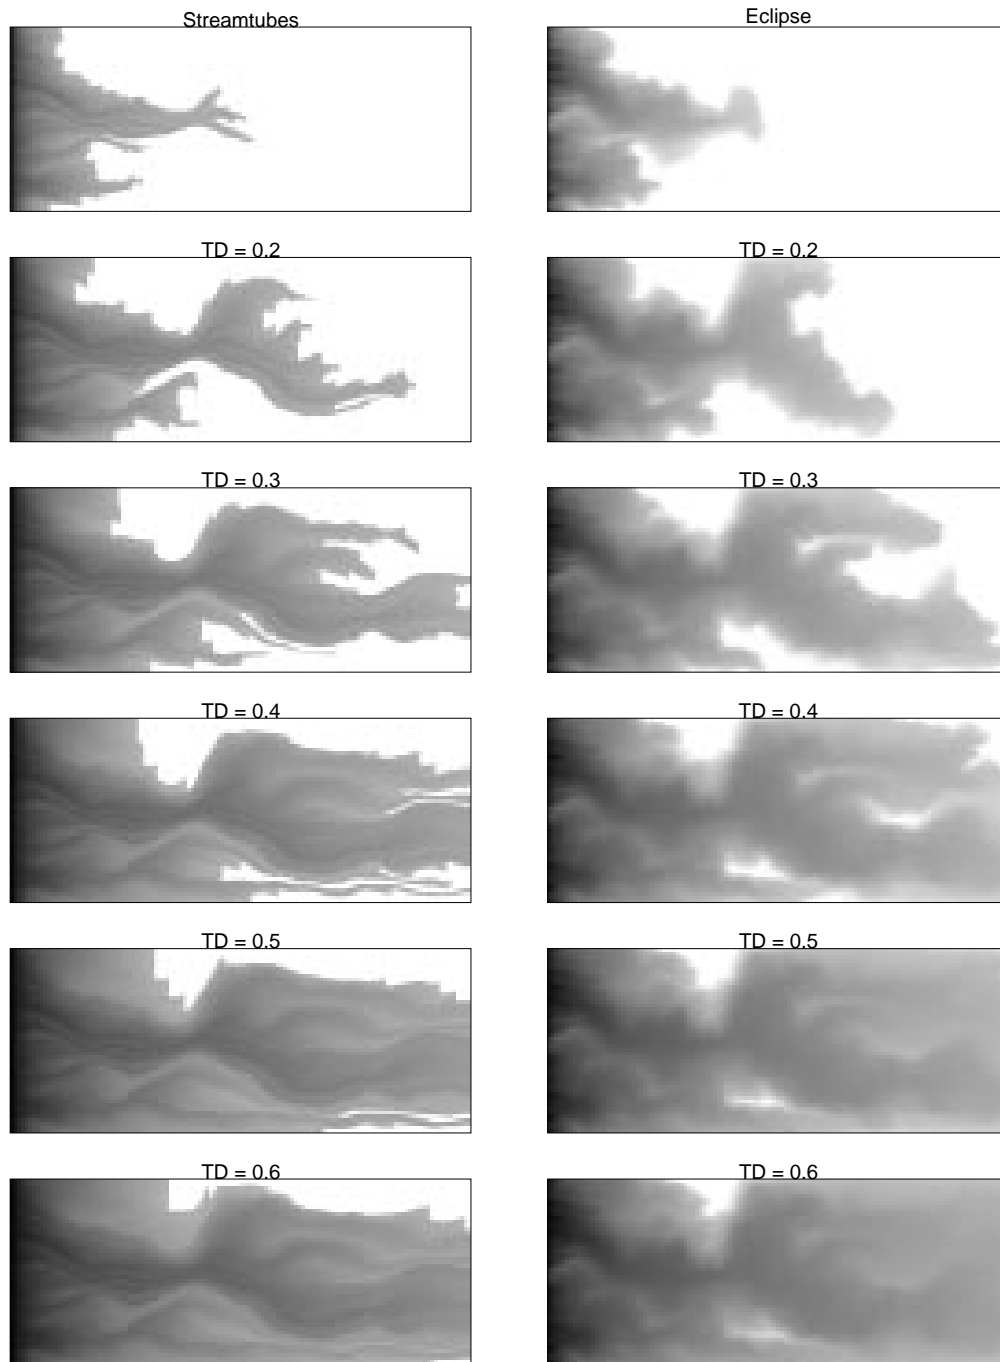 Streamtubes Eclipse
TD = 0.2 TD = 0.2
TD = 0.3 TD = 0.3
TD = 0.4 TD = 0.4
TD = 0.5 TD = 0.5
TD = 0.6 TD = 0.6